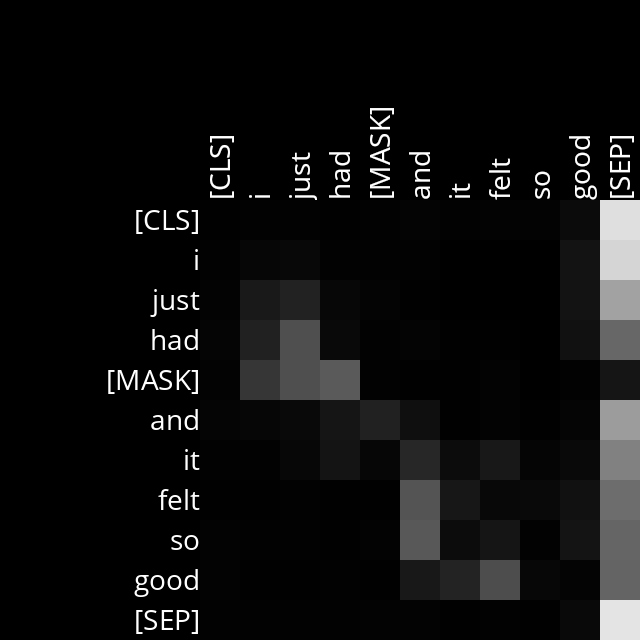 [CLS] i just had [MASK] and it felt so good [SEP]
[CLS]
i
just
had
[MASK]
and
it
felt
so
good
[SEP]